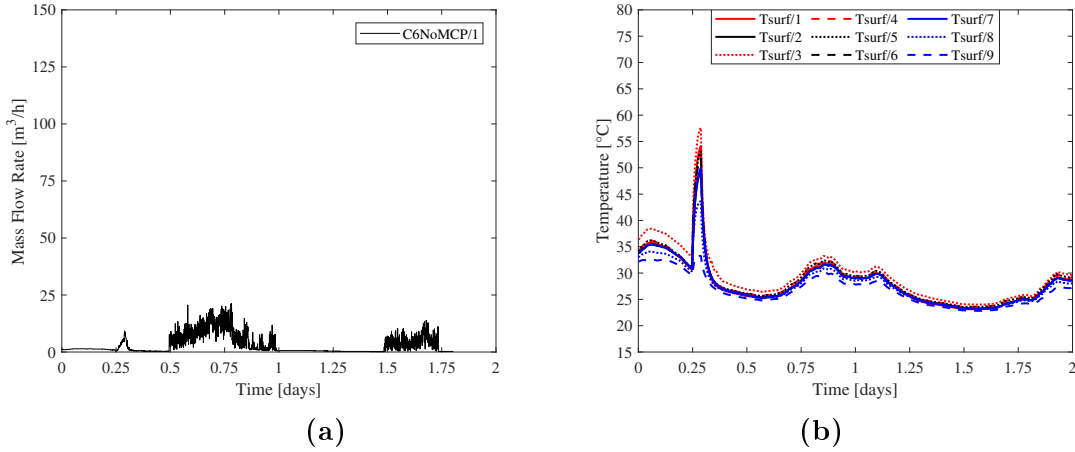 150
125
100
75
50
25
0
Mass Flow Rate [m³/h]
C6NoMCP/1
0 0.25 0.5 0.75 1 1.25 1.5 1.75 2
Time [days]
(a)
80
75
70
65
60
55
50
45
40
35
30
25
20
15
Temperature [°C]
Tsurf/1 Tsurf/4 Tsurf/7
Tsurf/2 Tsurf/5 Tsurf/8
Tsurf/3 Tsurf/6 Tsurf/9
0 0.25 0.5 0.75 1 1.25 1.5 1.75 2
Time [days]
(b)